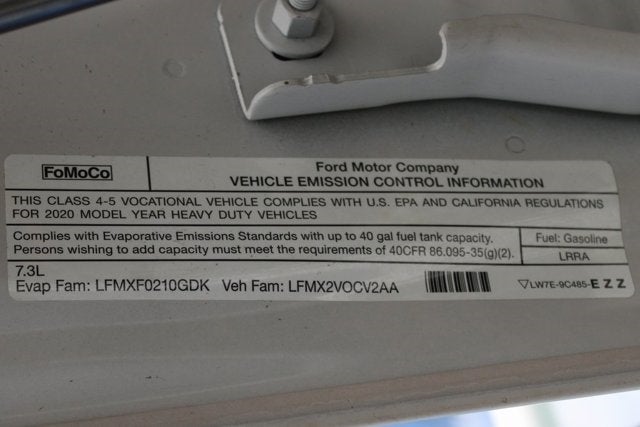 FoMoCo
Ford Motor Company
VEHICLE EMISSION CONTROL INFORMATION
THIS CLASS 4-5 VOCATIONAL VEHICLE COMPLIES WITH U.S. EPA AND CALIFORNIA REGULATIONS
FOR 2020 MODEL YEAR HEAVY DUTY VEHICLES
Complies with Evaporative Emissions Standards with up to 40 gal fuel tank capacity.
Persons wishing to add capacity must meet the requirements of 40CFR 86.095-35(g)(2).
Fuel: Gasoline
LRRA
7.3L
Evap Fam: LFMXF0210GDK Veh Fam: LFMX2VOCV2AA
▽LW7E-9C485-EZZ